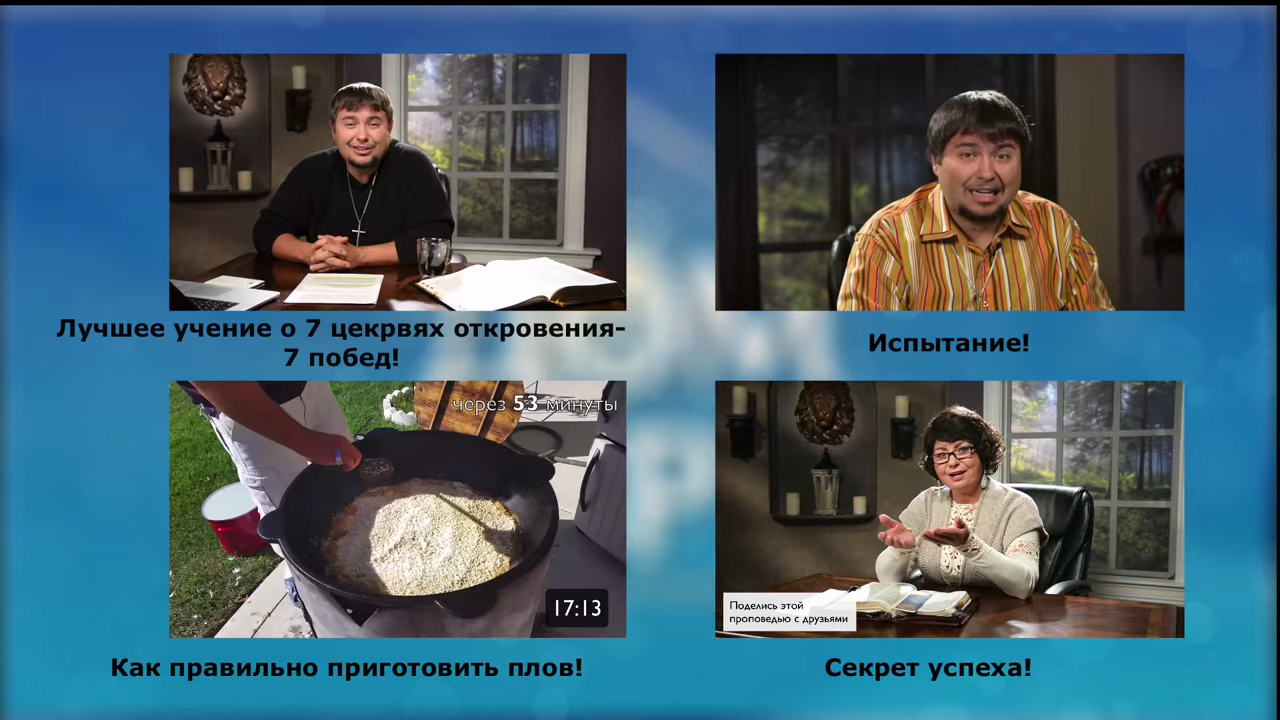 Лучшее учение о 7 цекрвях откровения-
7 побед!
Испытание!
через 53 минуты
17:13
Поделись этой
проповедью с друзьями
Как правильно приготовить плов!
Секрет успеха!